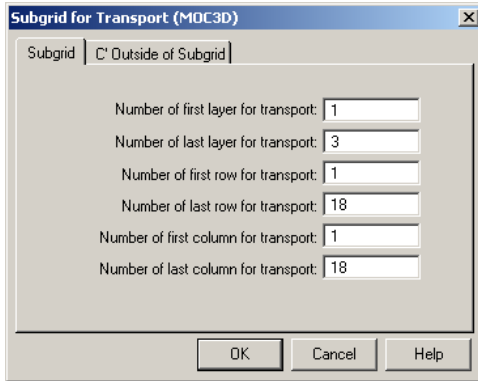 Subgrid for Transport (MOC3D)
Subgrid C' Outside of Subgrid
Number of first layer for transport: 1
Number of last layer for transport: 3
Number of first row for transport: 1
Number of last row for transport: 18
Number of first column for transport: 1
Number of last column for transport: 18
OK Cancel Help